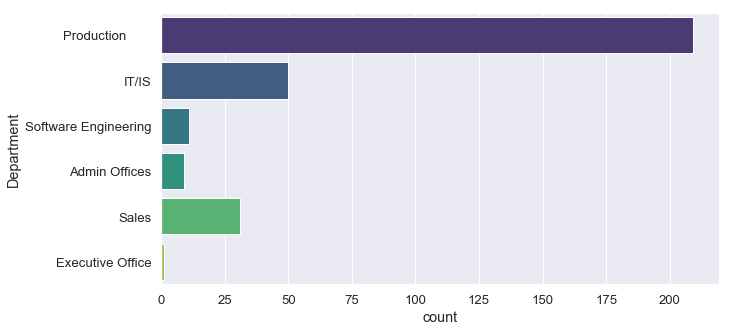 Production
IT/IS
Software Engineering
Admin Offices
Sales
Executive Office
Department
0 25 50 75 100 125 150 175 200
count